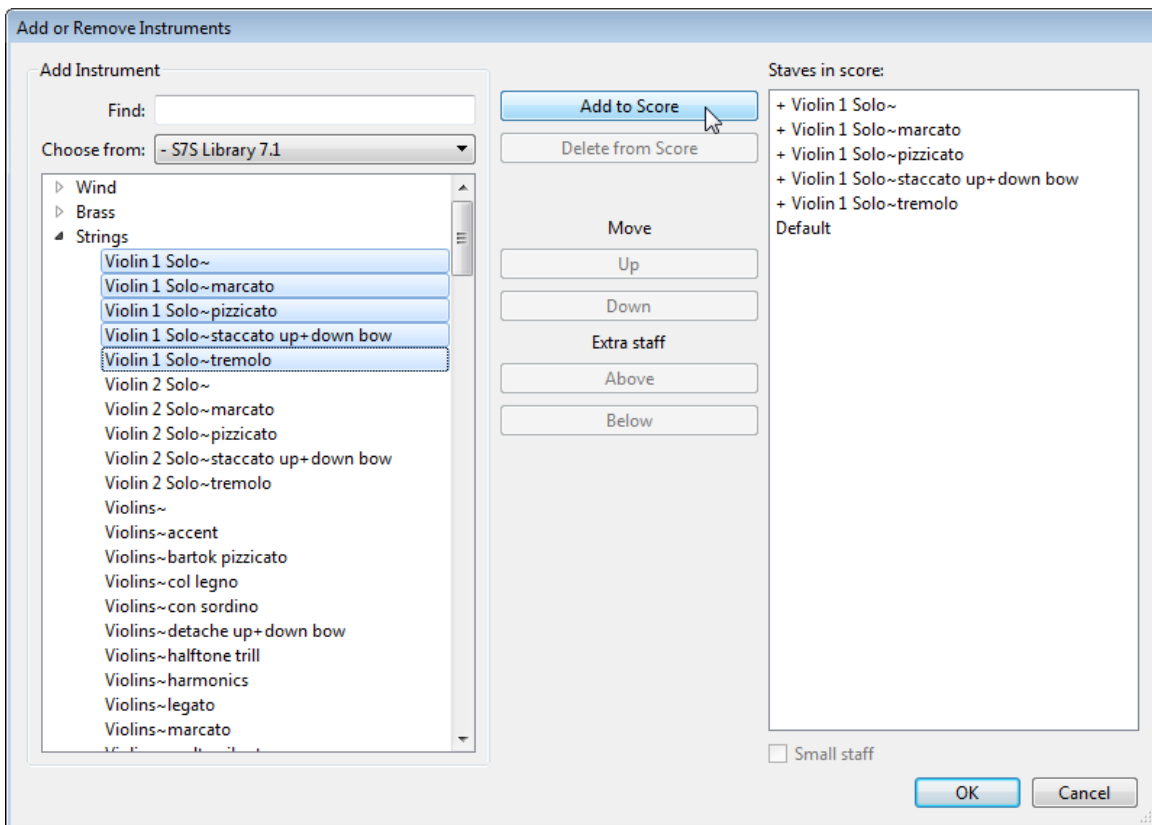 Add or Remove Instruments
Add Instrument
Find:
Choose from: - S7S Library 7.1
Wind
Brass
Strings
Violin 1 Solo~
Violin 1 Solo~marcato
Violin 1 Solo~pizzicato
Violin 1 Solo~staccato up+down bow
Violin 1 Solo~tremolo
Violin 2 Solo~
Violin 2 Solo~marcato
Violin 2 Solo~pizzicato
Violin 2 Solo~staccato up+down bow
Violin 2 Solo~tremolo
Violins~
Violins~accent
Violins~bartok pizzicato
Violins~col legno
Violins~con sordino
Violins~detache up+down bow
Violins~halftone trill
Violins~harmonics
Violins~legato
Violins~marcato
Add to Score
Delete from Score
Move
Up
Down
Extra staff
Above
Below
Staves in score:
+ Violin 1 Solo~
+ Violin 1 Solo~marcato
+ Violin 1 Solo~pizzicato
+ Violin 1 Solo~staccato up+down bow
+ Violin 1 Solo~tremolo
Default
Small staff
OK
Cancel